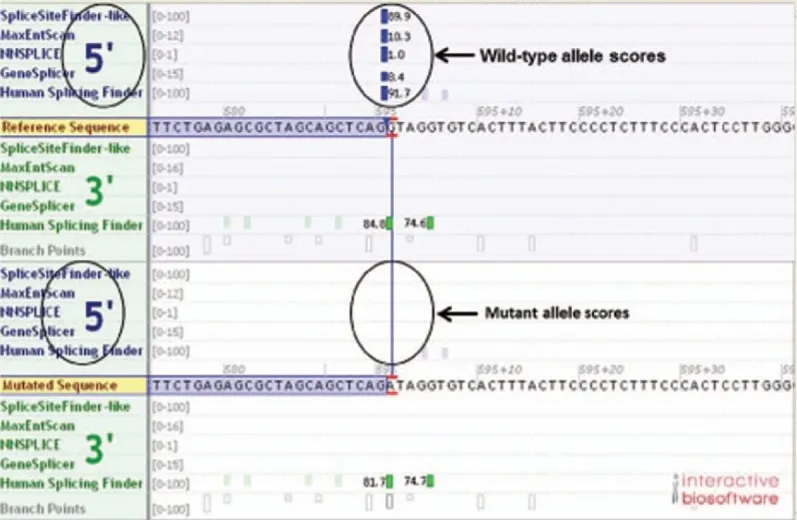 SpliceSiteFinder-like [0-100] 89.9
MaxEntScan [0-12] 10.3
NNSPLICE [0-1] 1.0
GeneSplicer [0-15] 8.4
Human Splicing Finder [0-100] 91.7
5'
Wild-type allele scores
580 595 595+10 595+20 595+30
Reference Sequence TTCTGAGAGCGCTAGCAGCTCAGGTAGGTGTCACTTTACTTCCCCTCTTTCCCACTCCTTGGG
SpliceSiteFinder-like [0-100]
MaxEntScan [0-16]
NNSPLICE [0-1]
GeneSplicer [0-15]
Human Splicing Finder [0-100] 84.8 74.6
3'
Branch Points [0-100]
SpliceSiteFinder-like [0-100]
MaxEntScan [0-12]
NNSPLICE [0-1]
GeneSplicer [0-15]
Human Splicing Finder [0-100]
5'
Mutant allele scores
580 595 595+10 595+20 595+30
Mutated Sequence TTCTGAGAGCGCTAGCAGCTCAGATAGGTGTCACTTTACTTCCCCTCTTTCCCACTCCTTGGG
SpliceSiteFinder-like [0-100]
MaxEntScan [0-16]
NNSPLICE [0-1]
GeneSplicer [0-15]
Human Splicing Finder [0-100] 81.7 74.7
3'
Branch Points [0-100]
interactive
biosoftware